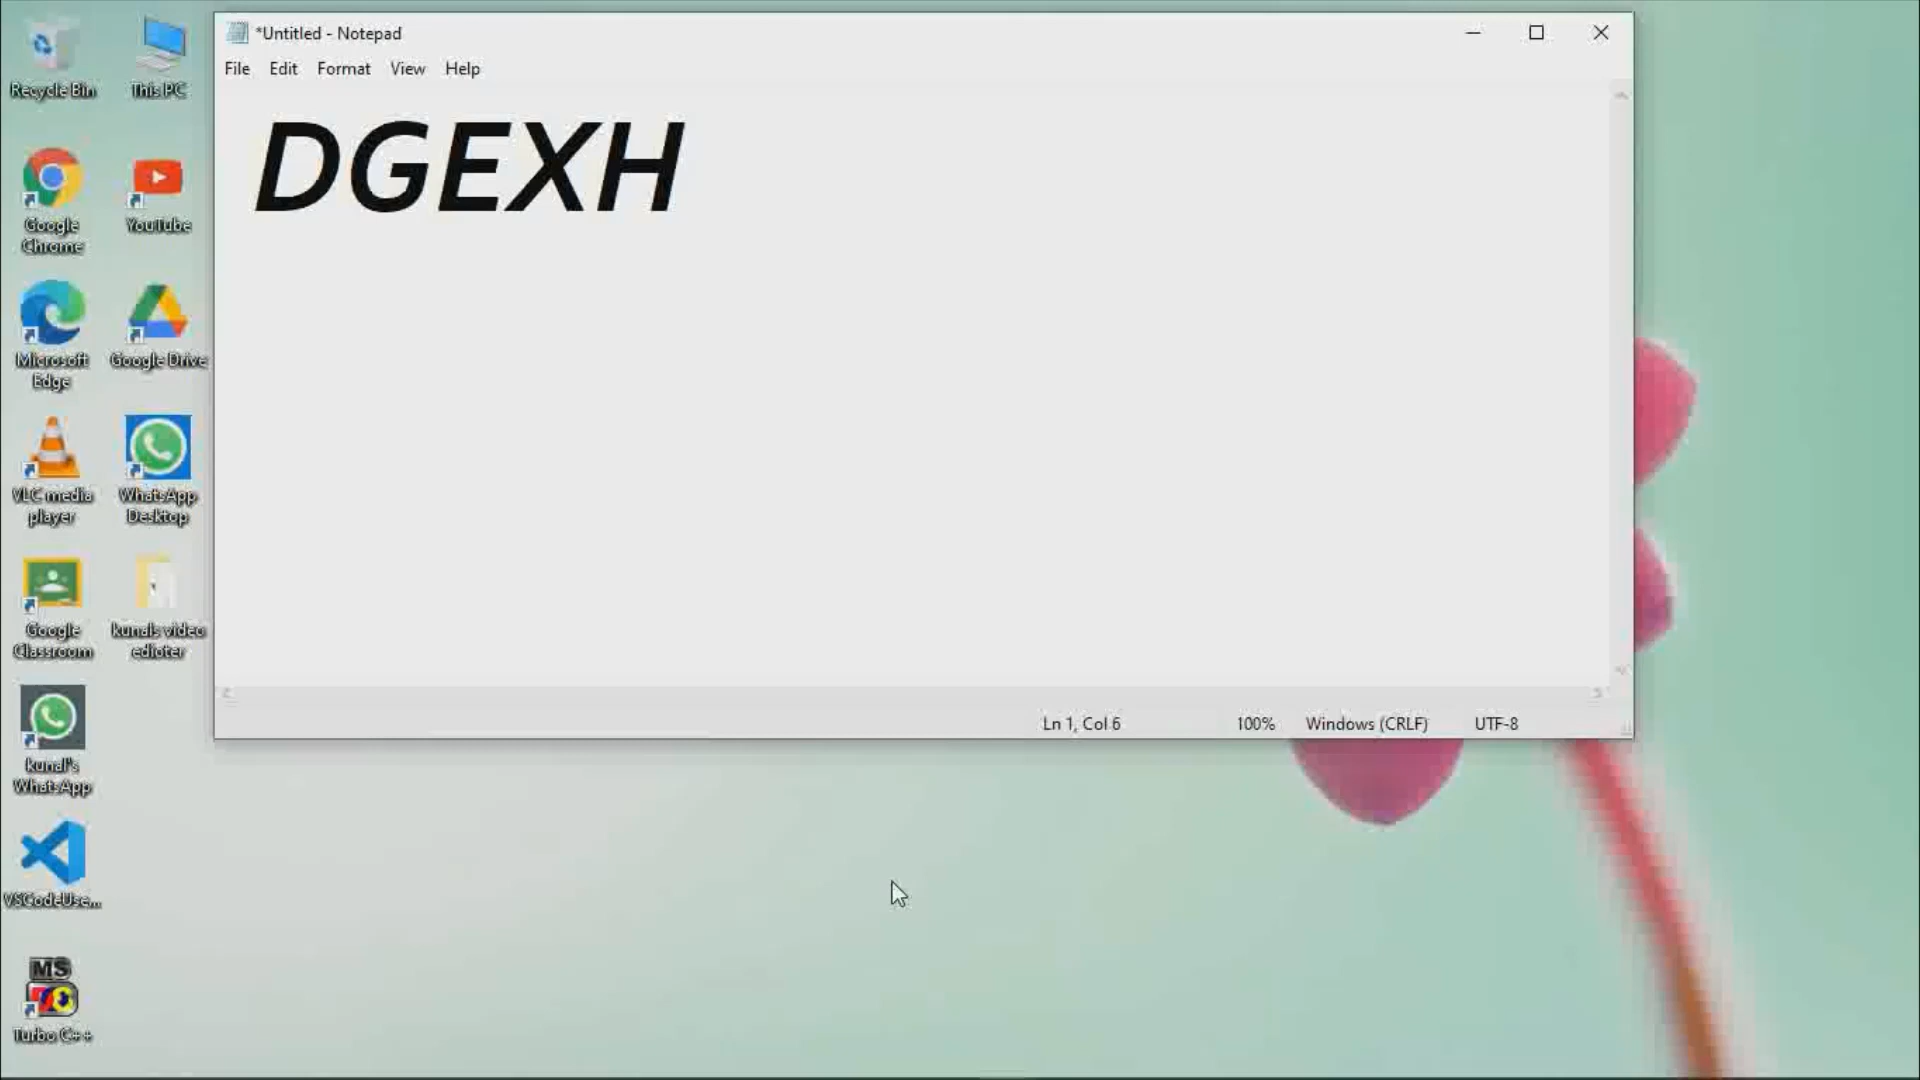 *Untitled - Notepad
File Edit Format View Help
DGEXH
Ln 1, Col 6 100% Windows (CRLF) UTF-8
Recycle Bin
This PC
Google
Chrome
YouTube
Microsoft
Edge
Google Drive
VLC media
player
WhatsApp
Desktop
Google
Classroom
kunals video
edioter
kunal's
WhatsApp
VSCodeUse...
MS
Turbo C++